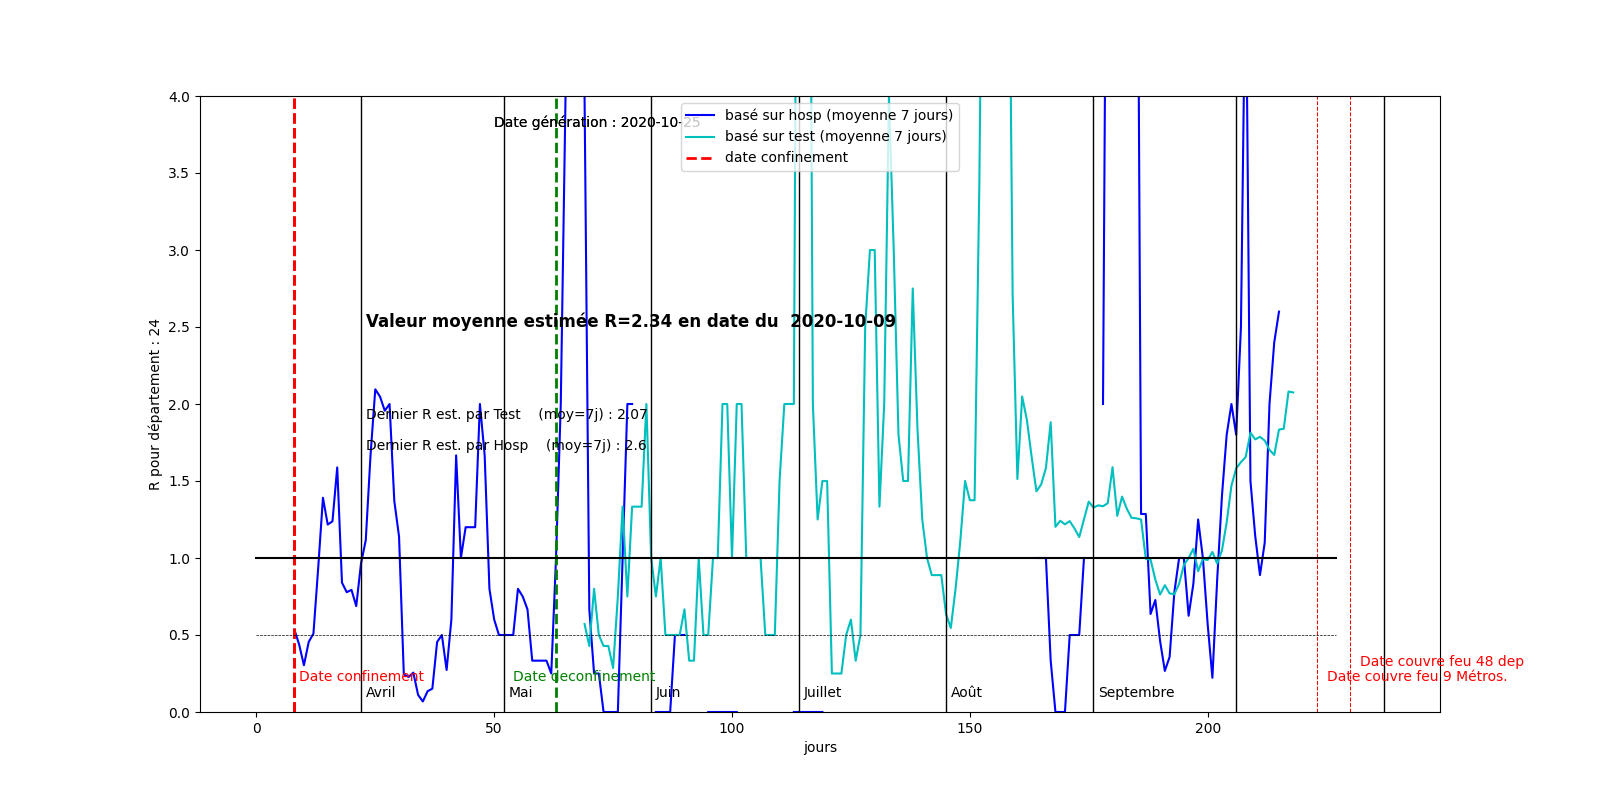 4.0
3.5
3.0
2.5
2.0
1.5
1.0
0.5
0.0
R pour département : 24
0
50
100
150
200
jours
Date génération : 2020-10-25
basé sur hosp (moyenne 7 jours)
basé sur test (moyenne 7 jours)
date confinement
Valeur moyenne estimée R=2.34 en date du  2020-10-09
Dernier R est. par Test    (moy=7j) : 2.07
Dernier R est. par Hosp    (moy=7j) : 2.6
Date couvre feu 48 dep
Date confinement
Date deconfinement
Date couvre feu 9 Métros.
Avril
Mai
Juin
Juillet
Août
Septembre